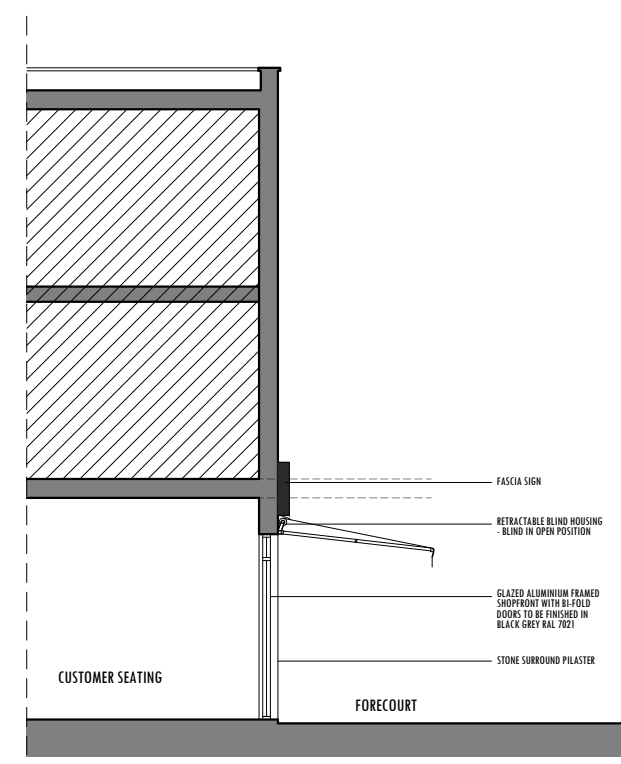 FASCIA SIGN
RETRACTABLE BLIND HOUSING
- BLIND IN OPEN POSITION
GLAZED ALUMINIUM FRAMED
SHOPFRONT WITH BI-FOLD
DOORS TO BE FINISHED IN
BLACK GREY RAL 7021
STONE SURROUND PILASTER
CUSTOMER SEATING
FORECOURT